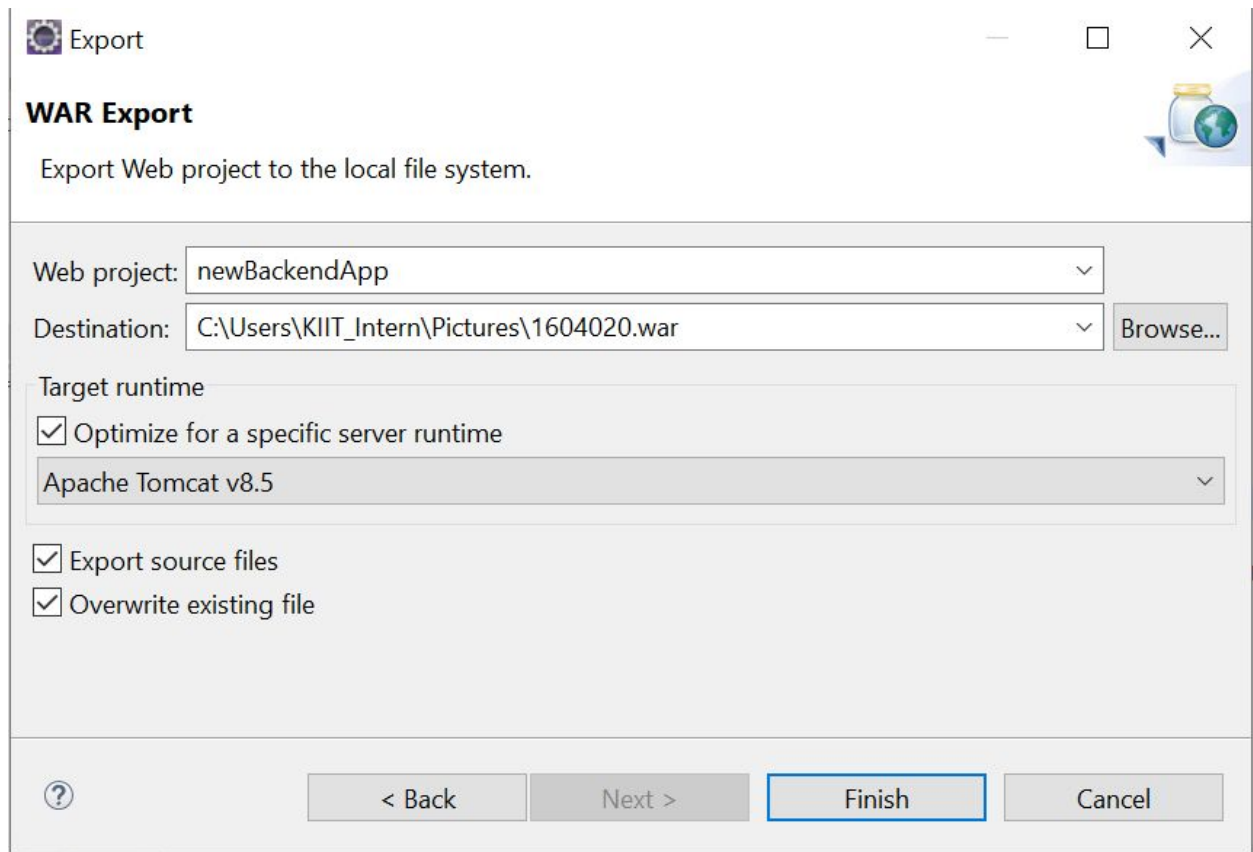 Export
WAR Export
Export Web project to the local file system.
Web project: newBackendApp
Destination: C:\Users\KIIT_Intern\Pictures\1604020.war Browse...
Target runtime
Optimize for a specific server runtime
Apache Tomcat v8.5
Export source files
Overwrite existing file
? < Back Next > Finish Cancel